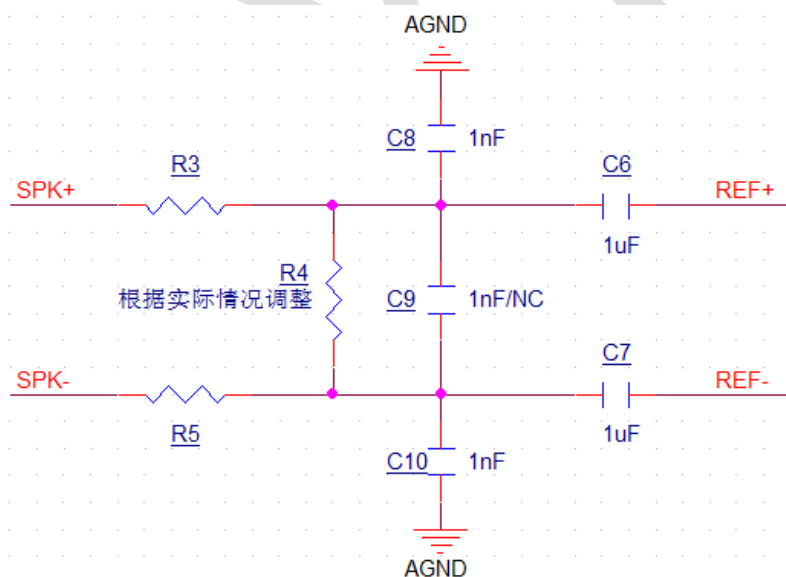 AGND
C8 1nF
R3
C6
SPK+
REF+
1uF
R4
根据实际情况调整
C9 1nF/NC
C7
SPK-
REF-
R5
1uF
C10 1nF
AGND